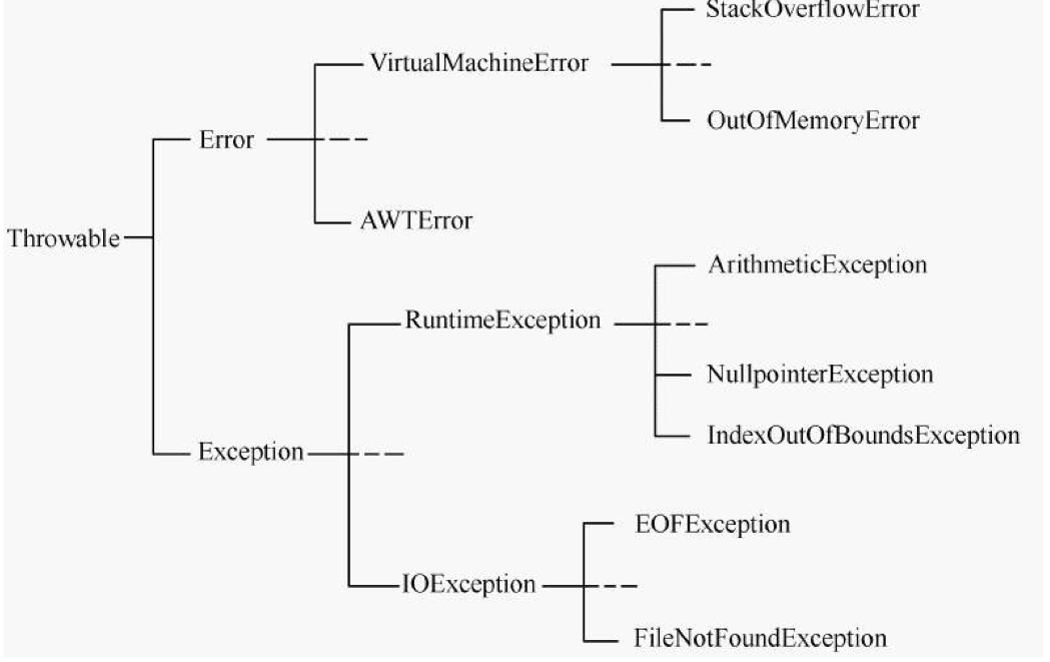 StackOverflowError
VirtualMachineError
OutOfMemoryError
Error
AWTError
Throwable
ArithmeticException
RuntimeException
NullpointerException
IndexOutOfBoundsException
Exception
EOFException
IOException
FileNotFoundException